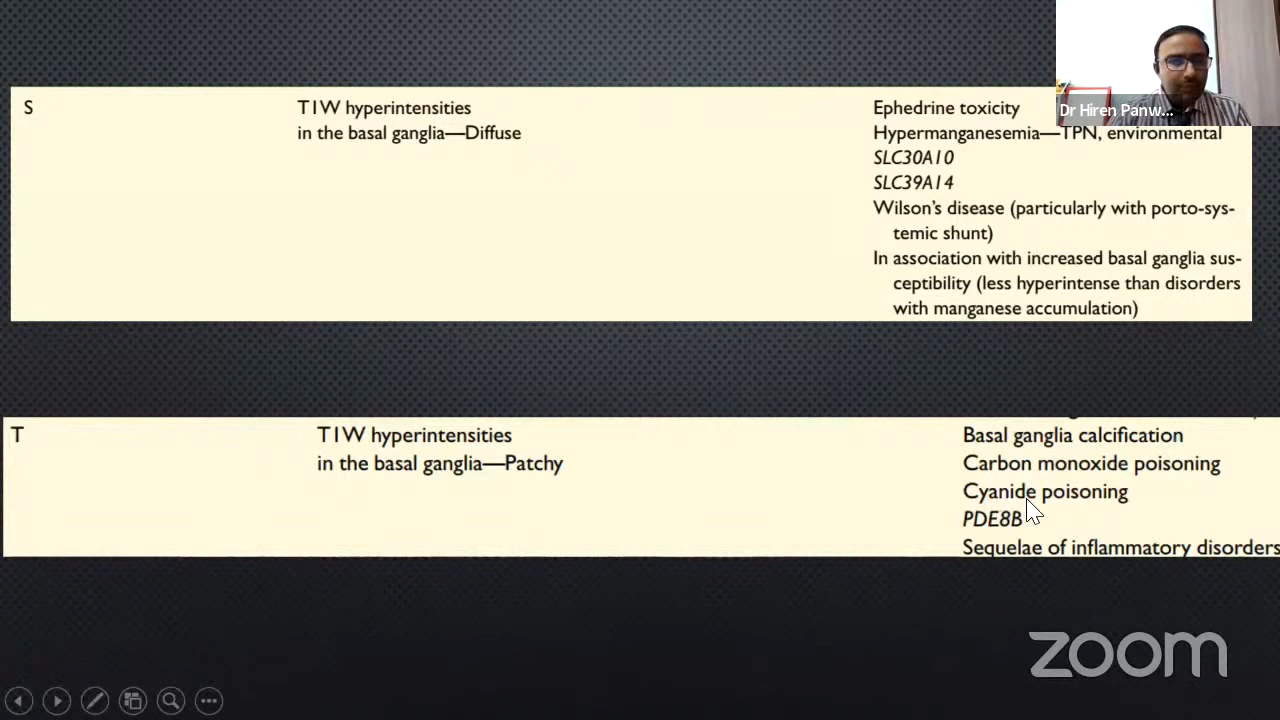 Dr Hiren Panw...
S
T1W hyperintensities
in the basal ganglia—Diffuse
Ephedrine toxicity
Hypermanganesemia—TPN, environmental
SLC30A10
SLC39A14
Wilson's disease (particularly with porto-sys-
temic shunt)
In association with increased basal ganglia sus-
ceptibility (less hyperintense than disorders
with manganese accumulation)
T
T1W hyperintensities
in the basal ganglia—Patchy
Basal ganglia calcification
Carbon monoxide poisoning
Cyanide poisoning
PDE8B
Sequelae of inflammatory disorders
zoom